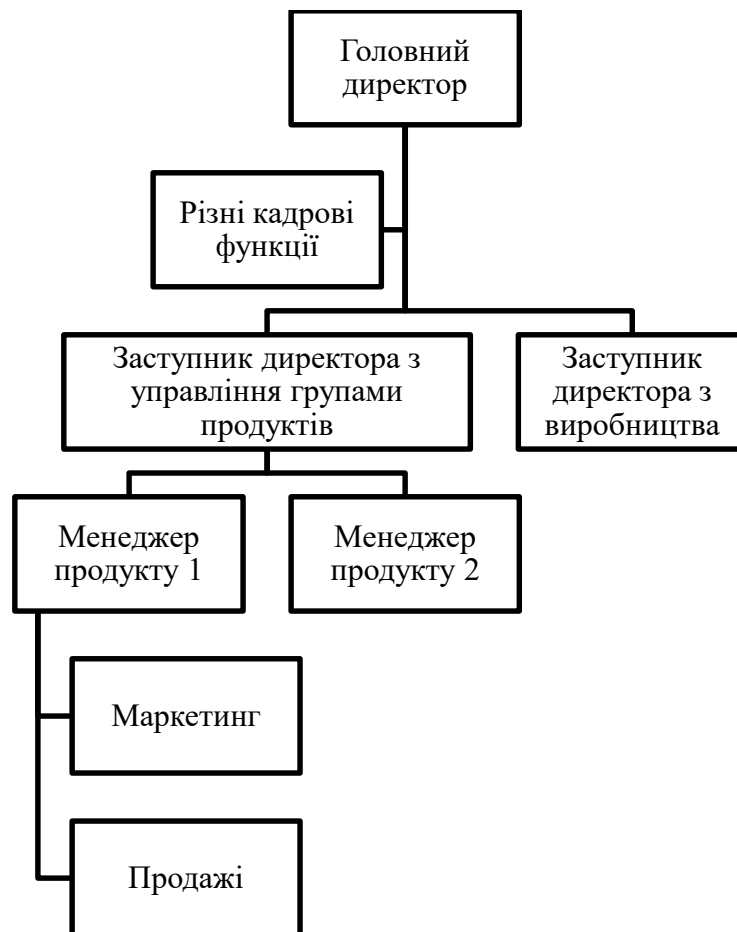 Головний
директор
Різні кадрові
функції
Заступник директора з
управління групами
продуктів
Заступник
директора з
виробництва
Менеджер
продукту 1
Менеджер
продукту 2
Маркетинг
Продажі